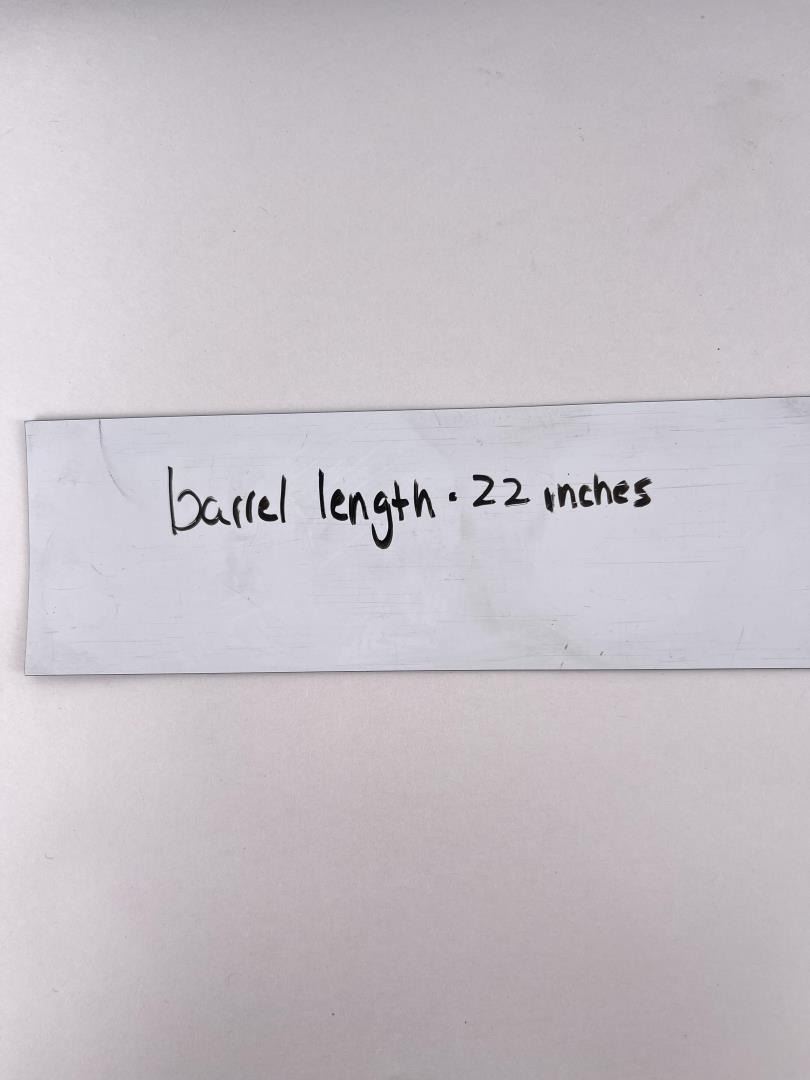 barrel length · 22 inches